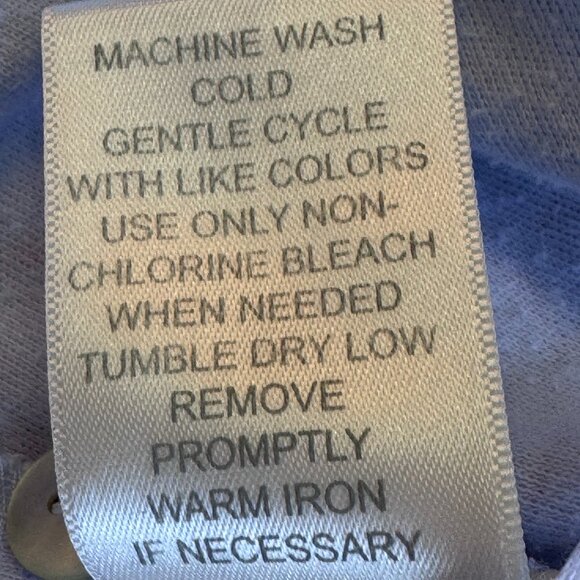 MACHINE WASH
COLD
GENTLE CYCLE
WITH LIKE COLORS
USE ONLY NON-
CHLORINE BLEACH
WHEN NEEDED
TUMBLE DRY LOW
REMOVE
PROMPTLY
WARM IRON
IF NECESSARY